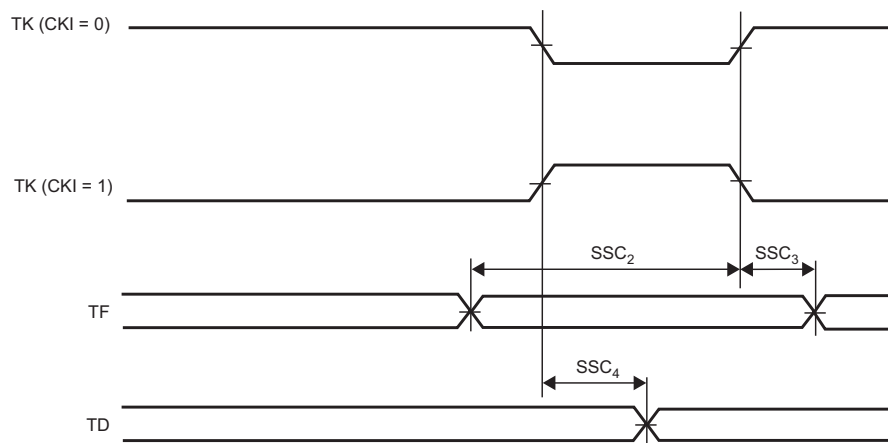 TK (CKI = 0)
TK (CKI = 1)
SSC₂
SSC₃
TF
SSC₄
TD